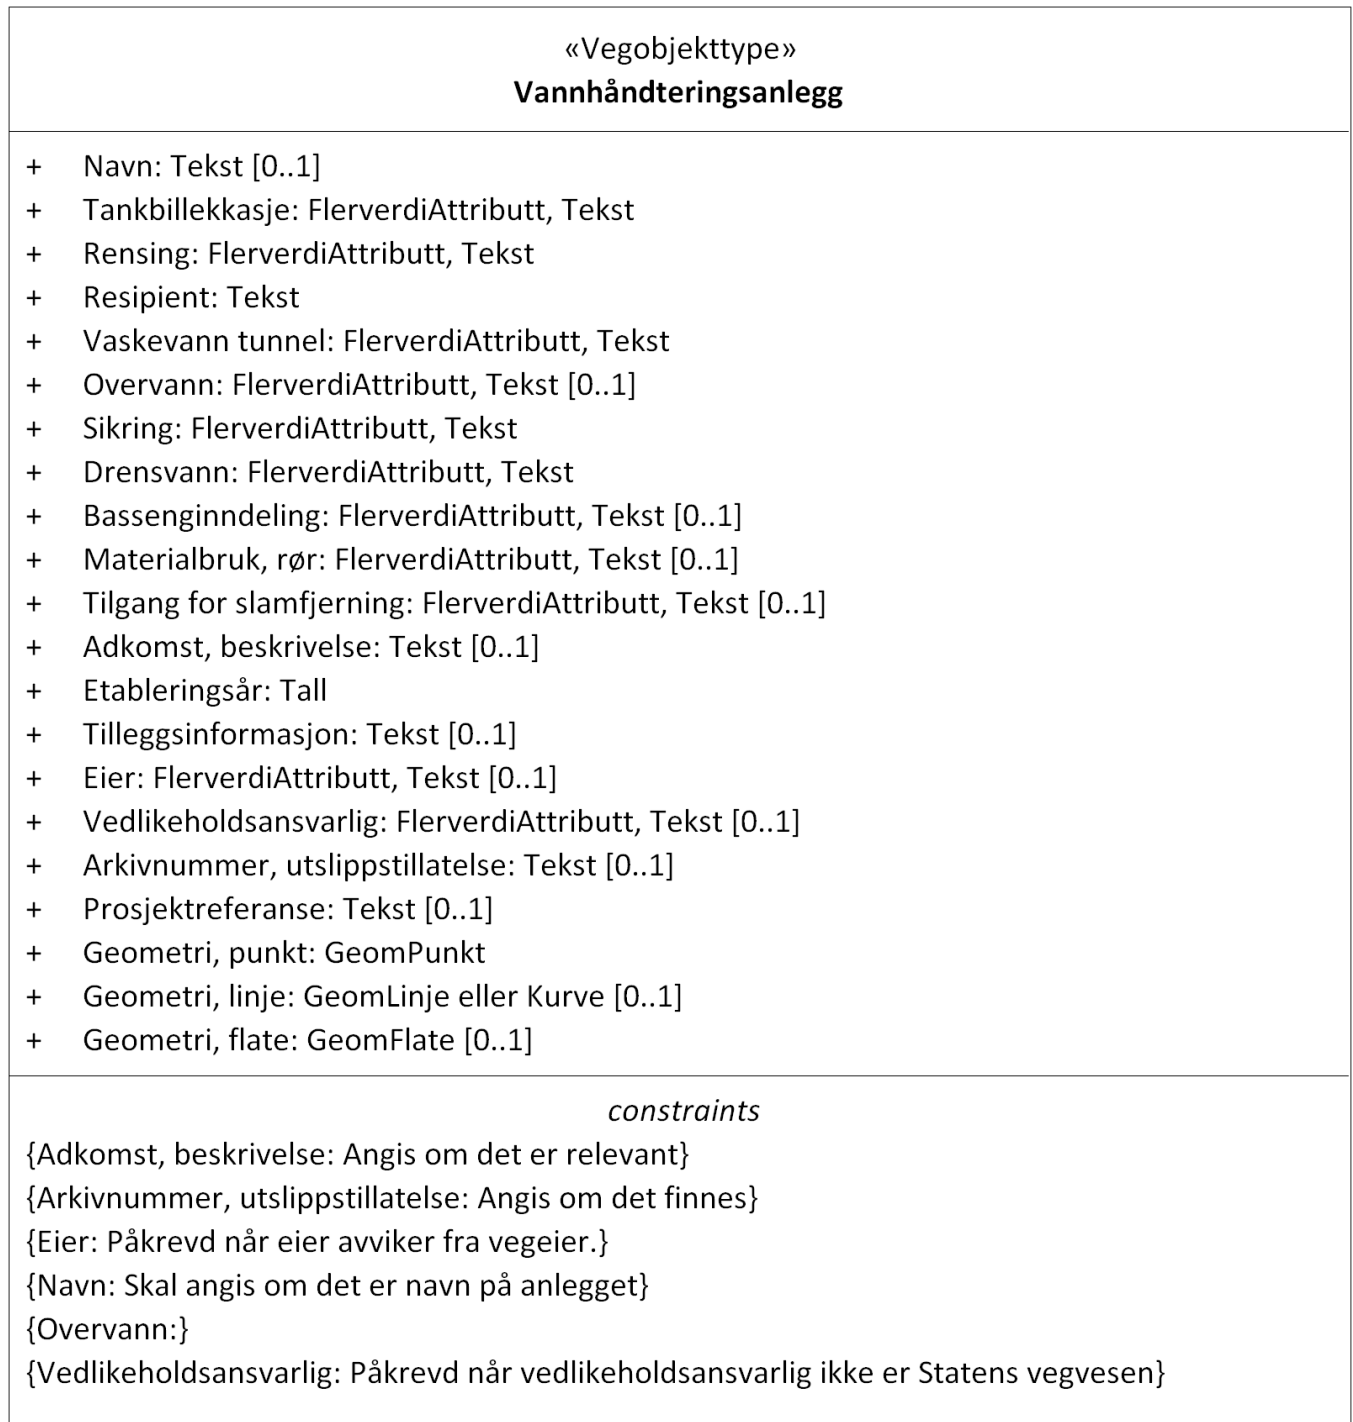 «Vegobjekttype»
Vannhåndteringsanlegg
+ Navn: Tekst [0..1]
+ Tankbillekkasje: FlerverdiAttributt, Tekst
+ Rensing: FlerverdiAttributt, Tekst
+ Resipient: Tekst
+ Vaskevann tunnel: FlerverdiAttributt, Tekst
+ Overvann: FlerverdiAttributt, Tekst [0..1]
+ Sikring: FlerverdiAttributt, Tekst
+ Drensvann: FlerverdiAttributt, Tekst
+ Bassenginndeling: FlerverdiAttributt, Tekst [0..1]
+ Materialbruk, rør: FlerverdiAttributt, Tekst [0..1]
+ Tilgang for slamfjerning: FlerverdiAttributt, Tekst [0..1]
+ Adkomst, beskrivelse: Tekst [0..1]
+ Etableringsår: Tall
+ Tilleggsinformasjon: Tekst [0..1]
+ Eier: FlerverdiAttributt, Tekst [0..1]
+ Vedlikeholdsansvarlig: FlerverdiAttributt, Tekst [0..1]
+ Arkivnummer, utslippstillatelse: Tekst [0..1]
+ Prosjektreferanse: Tekst [0..1]
+ Geometri, punkt: GeomPunkt
+ Geometri, linje: GeomLinje eller Kurve [0..1]
+ Geometri, flate: GeomFlate [0..1]
constraints
{Adkomst, beskrivelse: Angis om det er relevant}
{Arkivnummer, utslippstillatelse: Angis om det finnes}
{Eier: Påkrevd når eier avviker fra vegeier.}
{Navn: Skal angis om det er navn på anlegget}
{Overvann:}
{Vedlikeholdsansvarlig: Påkrevd når vedlikeholdsansvarlig ikke er Statens vegvesen}